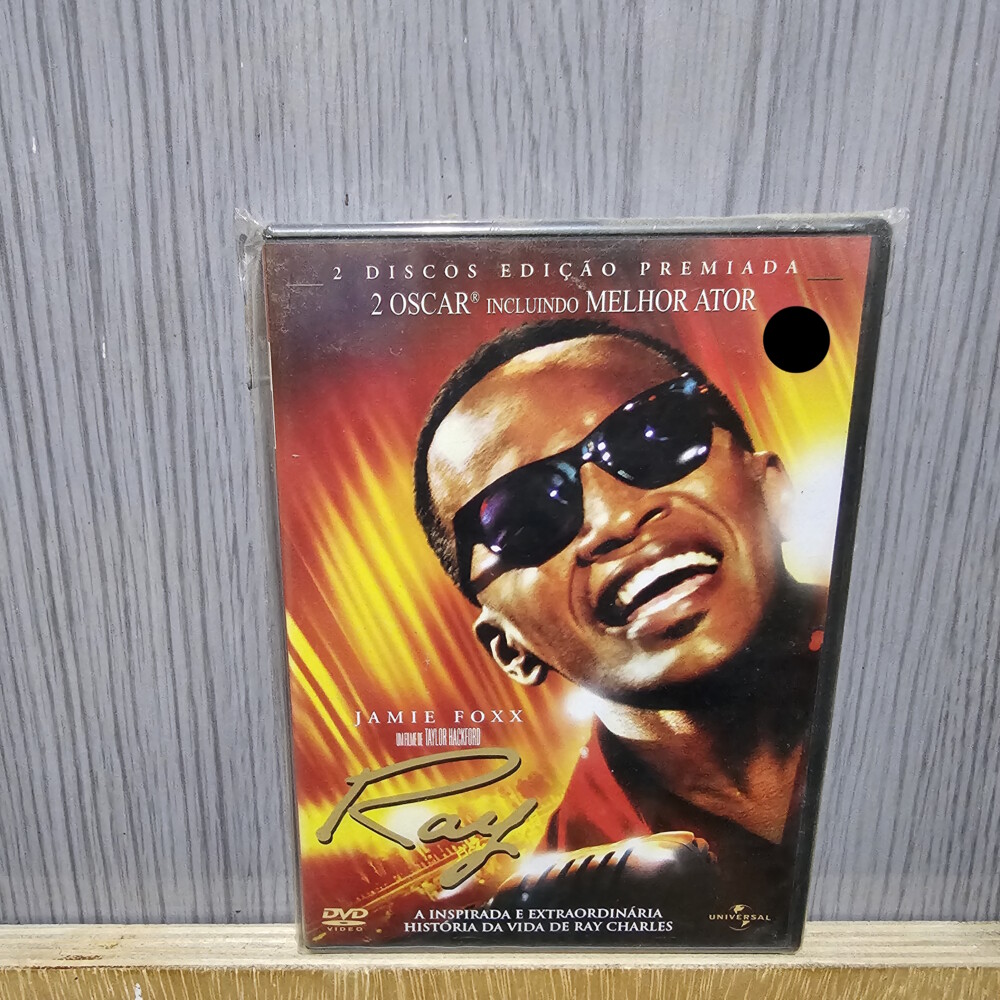 2 DISCOS EDIÇÃO PREMIADA
2 OSCAR® INCLUINDO MELHOR ATOR
JAMIE FOXX
UM FILME DE TAYLOR HACKFORD
Ray
DVD
VIDEO
A INSPIRADA E EXTRAORDINÁRIA
HISTÓRIA DA VIDA DE RAY CHARLES
UNIVERSAL